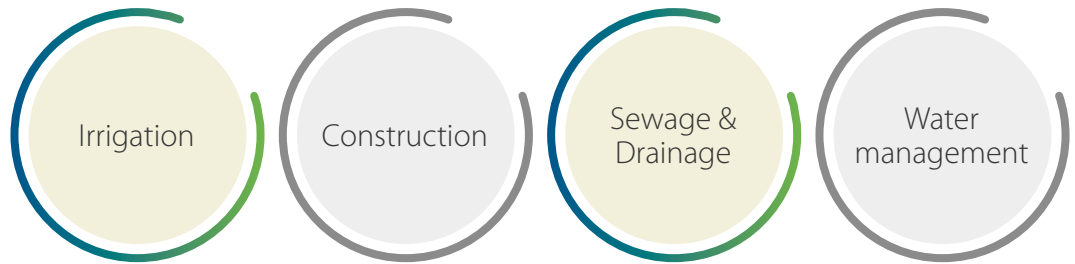 Irrigation
Construction
Sewage &
Drainage
Water
management